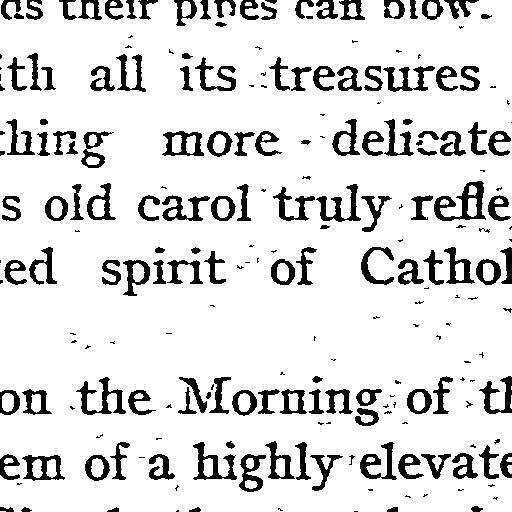 ds their pipes can blow.
ith all its treasures
thing more delicate
s old carol truly refle
ted spirit of Cathol
on the Morning of th
em of a highly elevate